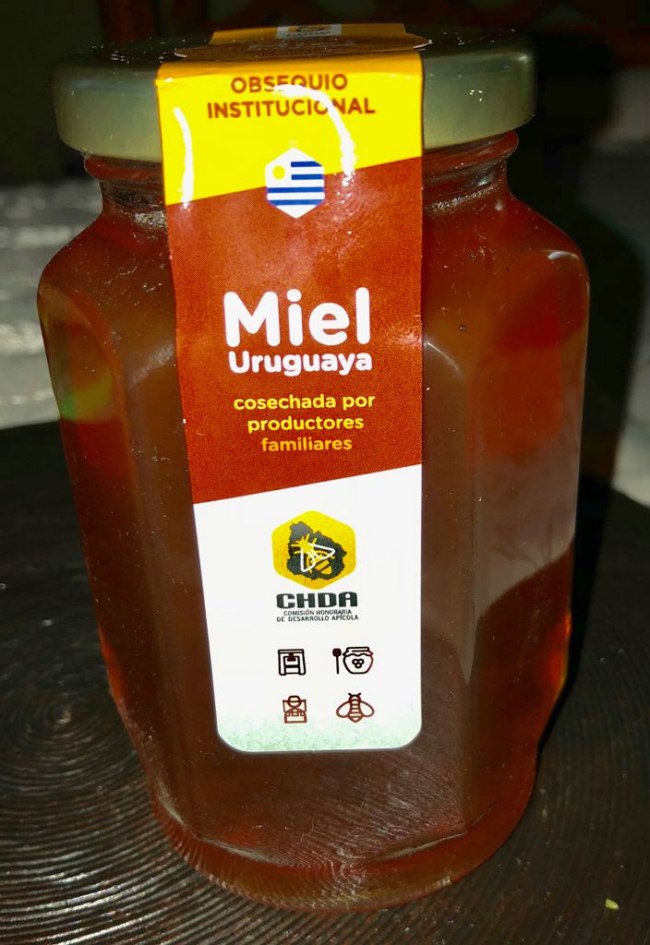 OBSEQUIO
INSTITUCIONAL
Miel
Uruguaya
cosechada por
productores
familiares
CHDA
COMISIÓN HONORARIA
DE DESARROLLO APÍCOLA